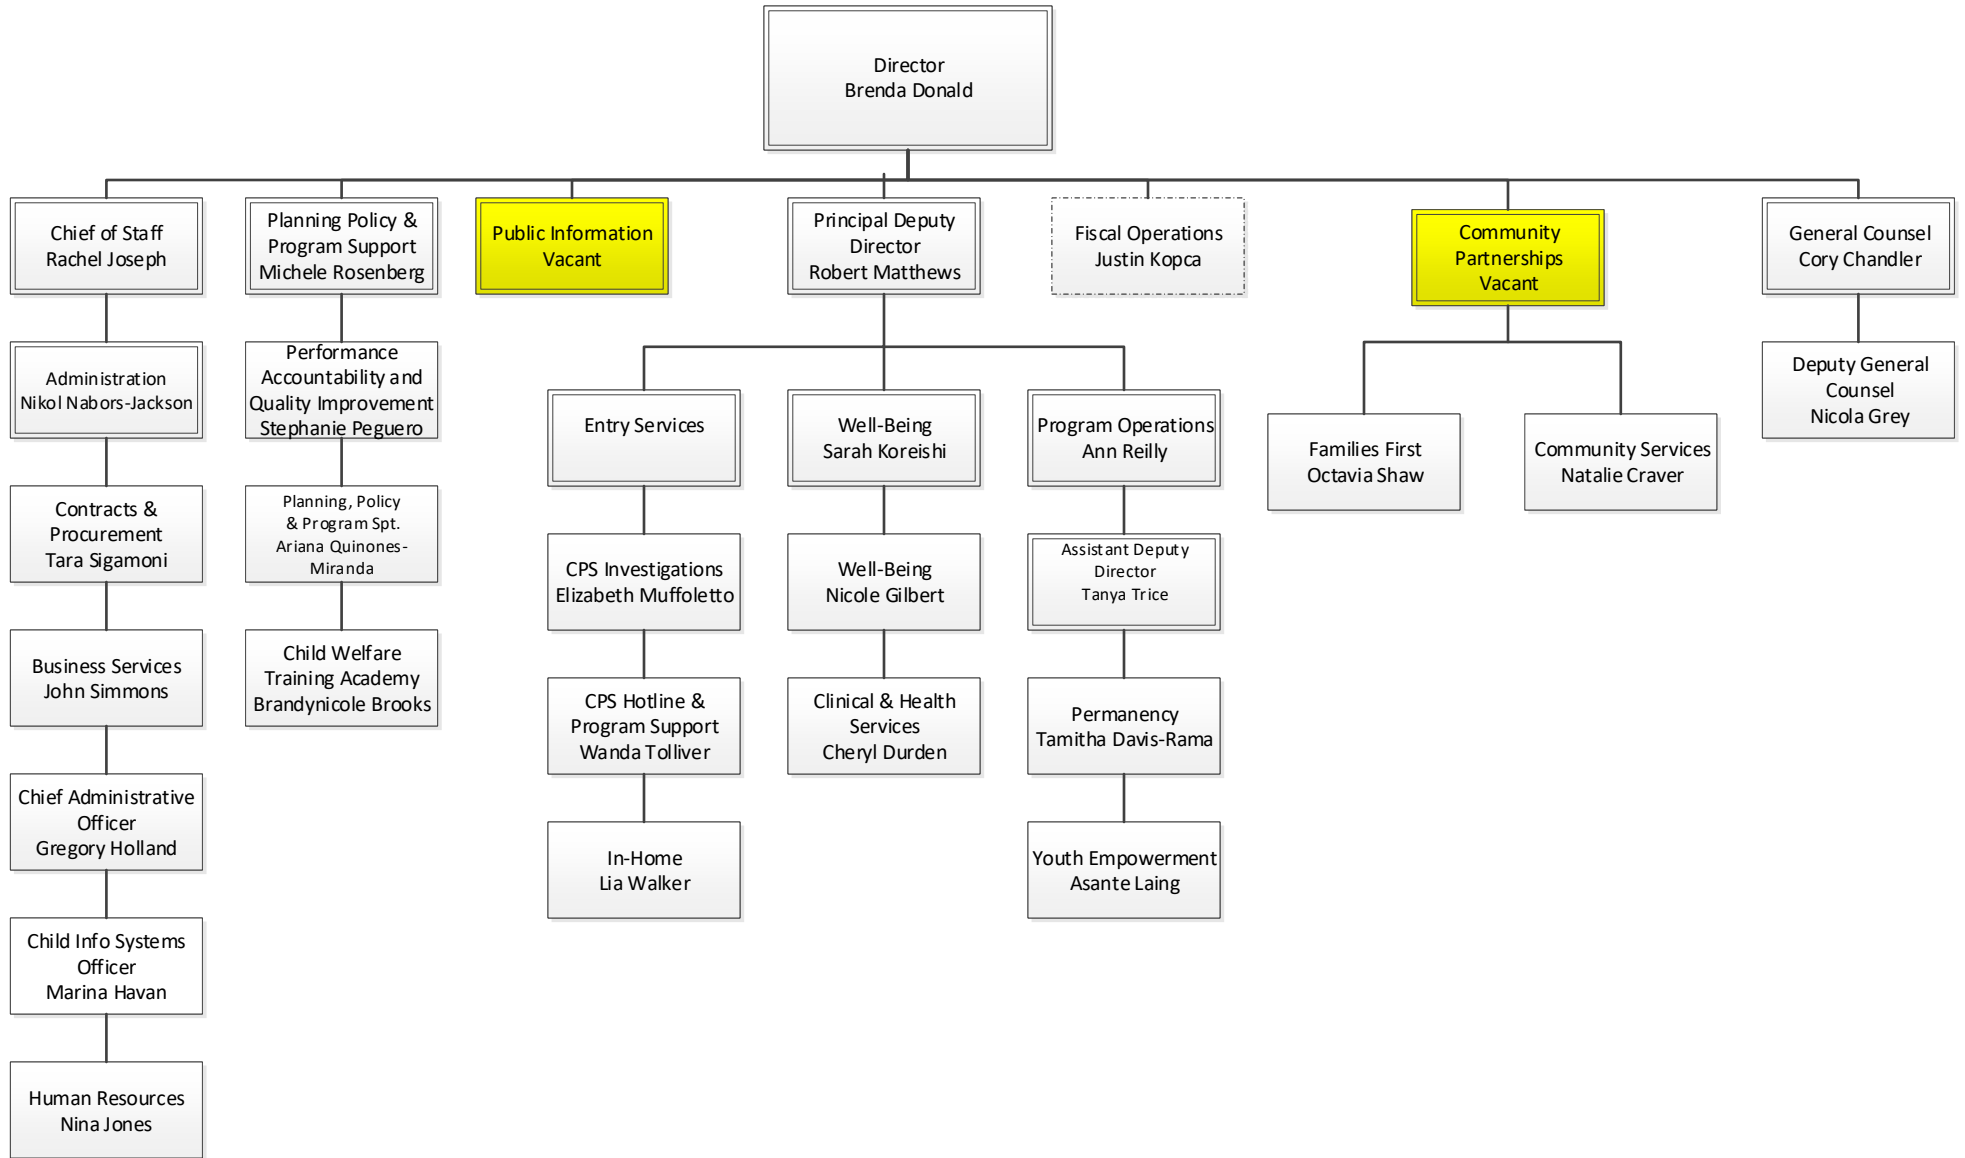 Director
Brenda Donald
Chief of Staff
Rachel Joseph
Planning Policy &
Program Support
Michele Rosenberg
Public Information
Vacant
Principal Deputy
Director
Robert Matthews
Fiscal Operations
Justin Kopca
Community
Partnerships
Vacant
General Counsel
Cory Chandler
Administration
Nikol Nabors-Jackson
Performance
Accountability and
Quality Improvement
Stephanie Peguero
Deputy General
Counsel
Nicola Grey
Entry Services
Well-Being
Sarah Koreishi
Program Operations
Ann Reilly
Families First
Octavia Shaw
Community Services
Natalie Craver
Contracts &
Procurement
Tara Sigamoni
Planning, Policy
& Program Spt.
Ariana Quinones-
Miranda
CPS Investigations
Elizabeth Muffoletto
Well-Being
Nicole Gilbert
Assistant Deputy
Director
Tanya Trice
Business Services
John Simmons
Child Welfare
Training Academy
Brandynicole Brooks
CPS Hotline &
Program Support
Wanda Tolliver
Clinical & Health
Services
Cheryl Durden
Permanency
Tamitha Davis-Rama
Chief Administrative
Officer
Gregory Holland
In-Home
Lia Walker
Youth Empowerment
Asante Laing
Child Info Systems
Officer
Marina Havan
Human Resources
Nina Jones